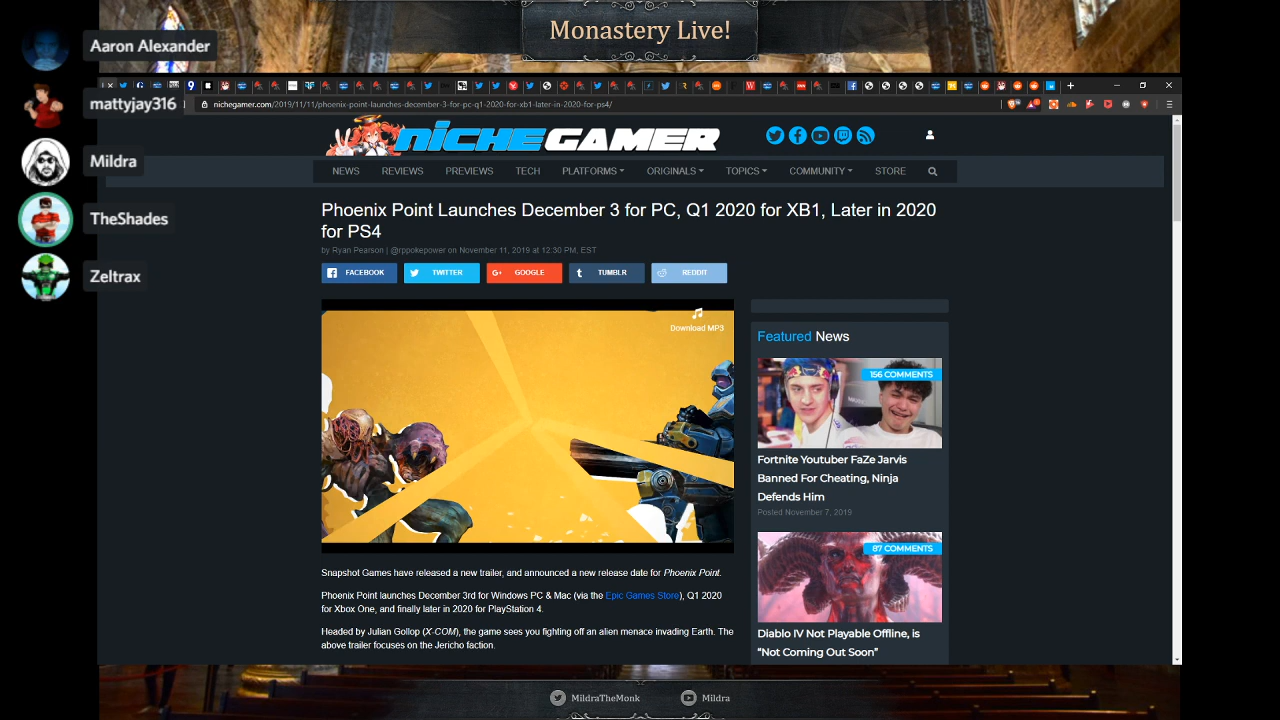 Monastery Live!
Aaron Alexander
mattyjay316
Mildra
TheShades
Zeltrax
nichegamer.com/2019/11/11/phoenix-point-launches-december-3-for-pc-q1-2020-for-xb1-later-in-2020-for-ps4/
NICHEGAMER
NEWS REVIEWS PREVIEWS TECH PLATFORMS ORIGINALS TOPICS COMMUNITY STORE
Phoenix Point Launches December 3 for PC, Q1 2020 for XB1, Later in 2020
for PS4
by Ryan Pearson | @rppokepower on November 11, 2019 at 12:30 PM, EST
FACEBOOK TWITTER GOOGLE TUMBLR REDDIT
Download MP3
Snapshot Games have released a new trailer, and announced a new release date for Phoenix Point.
Phoenix Point launches December 3rd for Windows PC & Mac (via the Epic Games Store), Q1 2020
for Xbox One, and finally later in 2020 for PlayStation 4.
Headed by Julian Gollop (X-COM), the game sees you fighting off an alien menace invading Earth. The
above trailer focuses on the Jericho faction.
Featured News
156 COMMENTS
Fortnite Youtuber FaZe Jarvis
Banned For Cheating, Ninja
Defends Him
Posted November 7, 2019
87 COMMENTS
Diablo IV Not Playable Offline, is
“Not Coming Out Soon”
MildraTheMonk Mildra